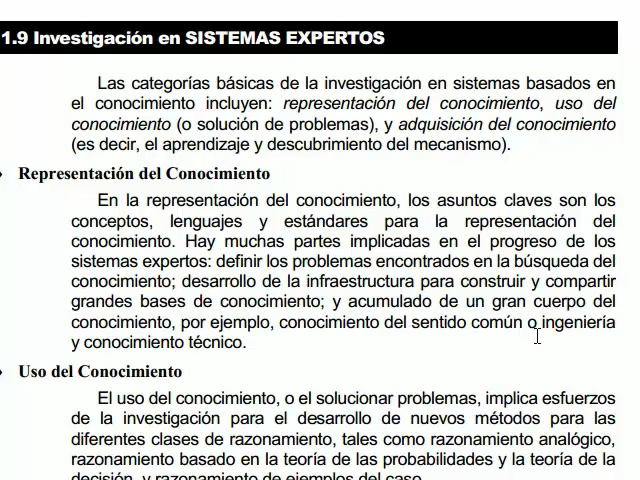 1.9 Investigación en SISTEMAS EXPERTOS
Las categorías básicas de la investigación en sistemas basados en
el conocimiento incluyen: representación del conocimiento, uso del
conocimiento (o solución de problemas), y adquisición del conocimiento
(es decir, el aprendizaje y descubrimiento del mecanismo).
Representación del Conocimiento
En la representación del conocimiento, los asuntos claves son los
conceptos, lenguajes y estándares para la representación del
conocimiento. Hay muchas partes implicadas en el progreso de los
sistemas expertos: definir los problemas encontrados en la búsqueda del
conocimiento; desarrollo de la infraestructura para construir y compartir
grandes bases de conocimiento; y acumulado de un gran cuerpo del
conocimiento, por ejemplo, conocimiento del sentido común o ingeniería
y conocimiento técnico.
Uso del Conocimiento
El uso del conocimiento, o el solucionar problemas, implica esfuerzos
de la investigación para el desarrollo de nuevos métodos para las
diferentes clases de razonamiento, tales como razonamiento analógico,
razonamiento basado en la teoría de las probabilidades y la teoría de la
decisión, y razonamiento de ejemplos del caso.